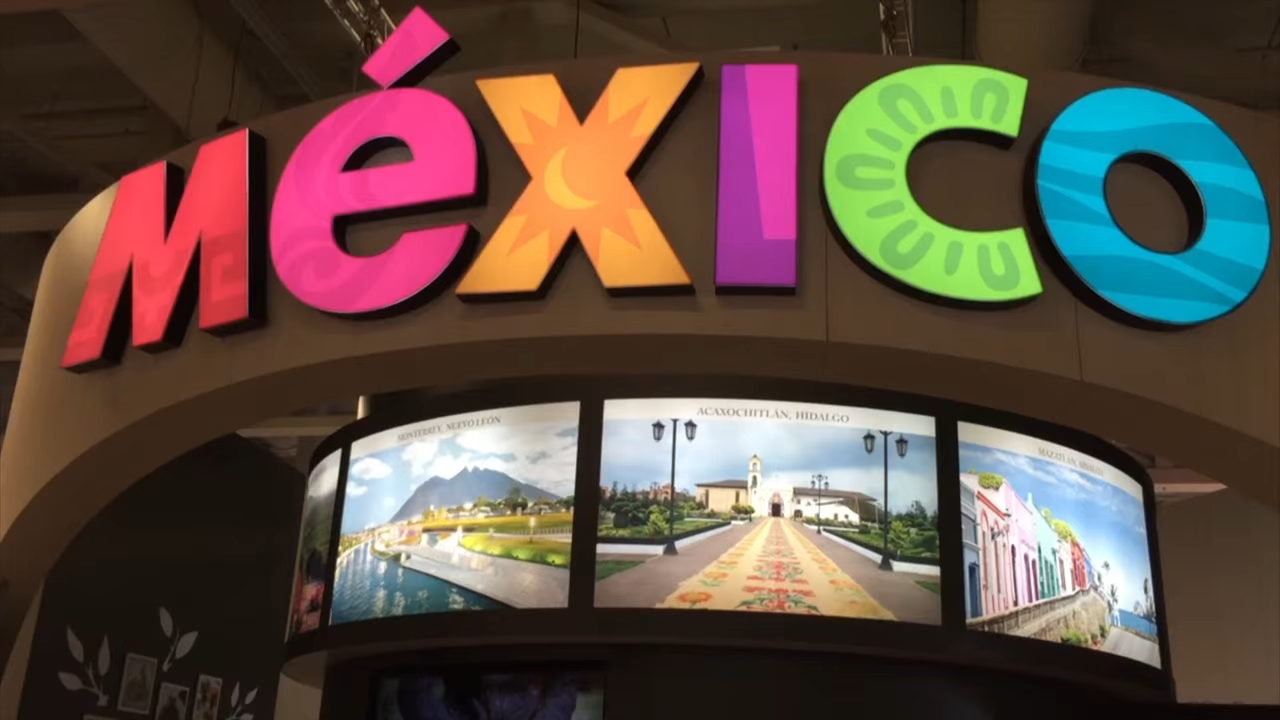 MéXICO
MONTERREY, NUEVO LEÓN
ACAXOCHITLÁN, HIDALGO
MAZATLÁN, SINALOA